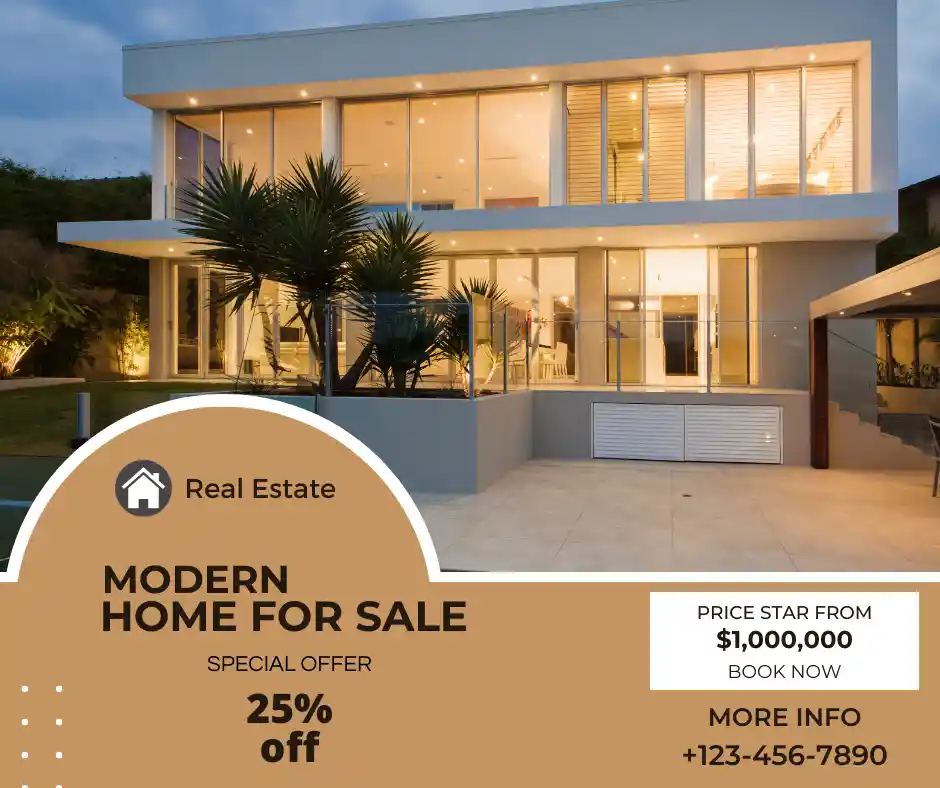 Real Estate
MODERN
HOME FOR SALE
SPECIAL OFFER
25%
off
PRICE STAR FROM
$1,000,000
BOOK NOW
MORE INFO
+123-456-7890